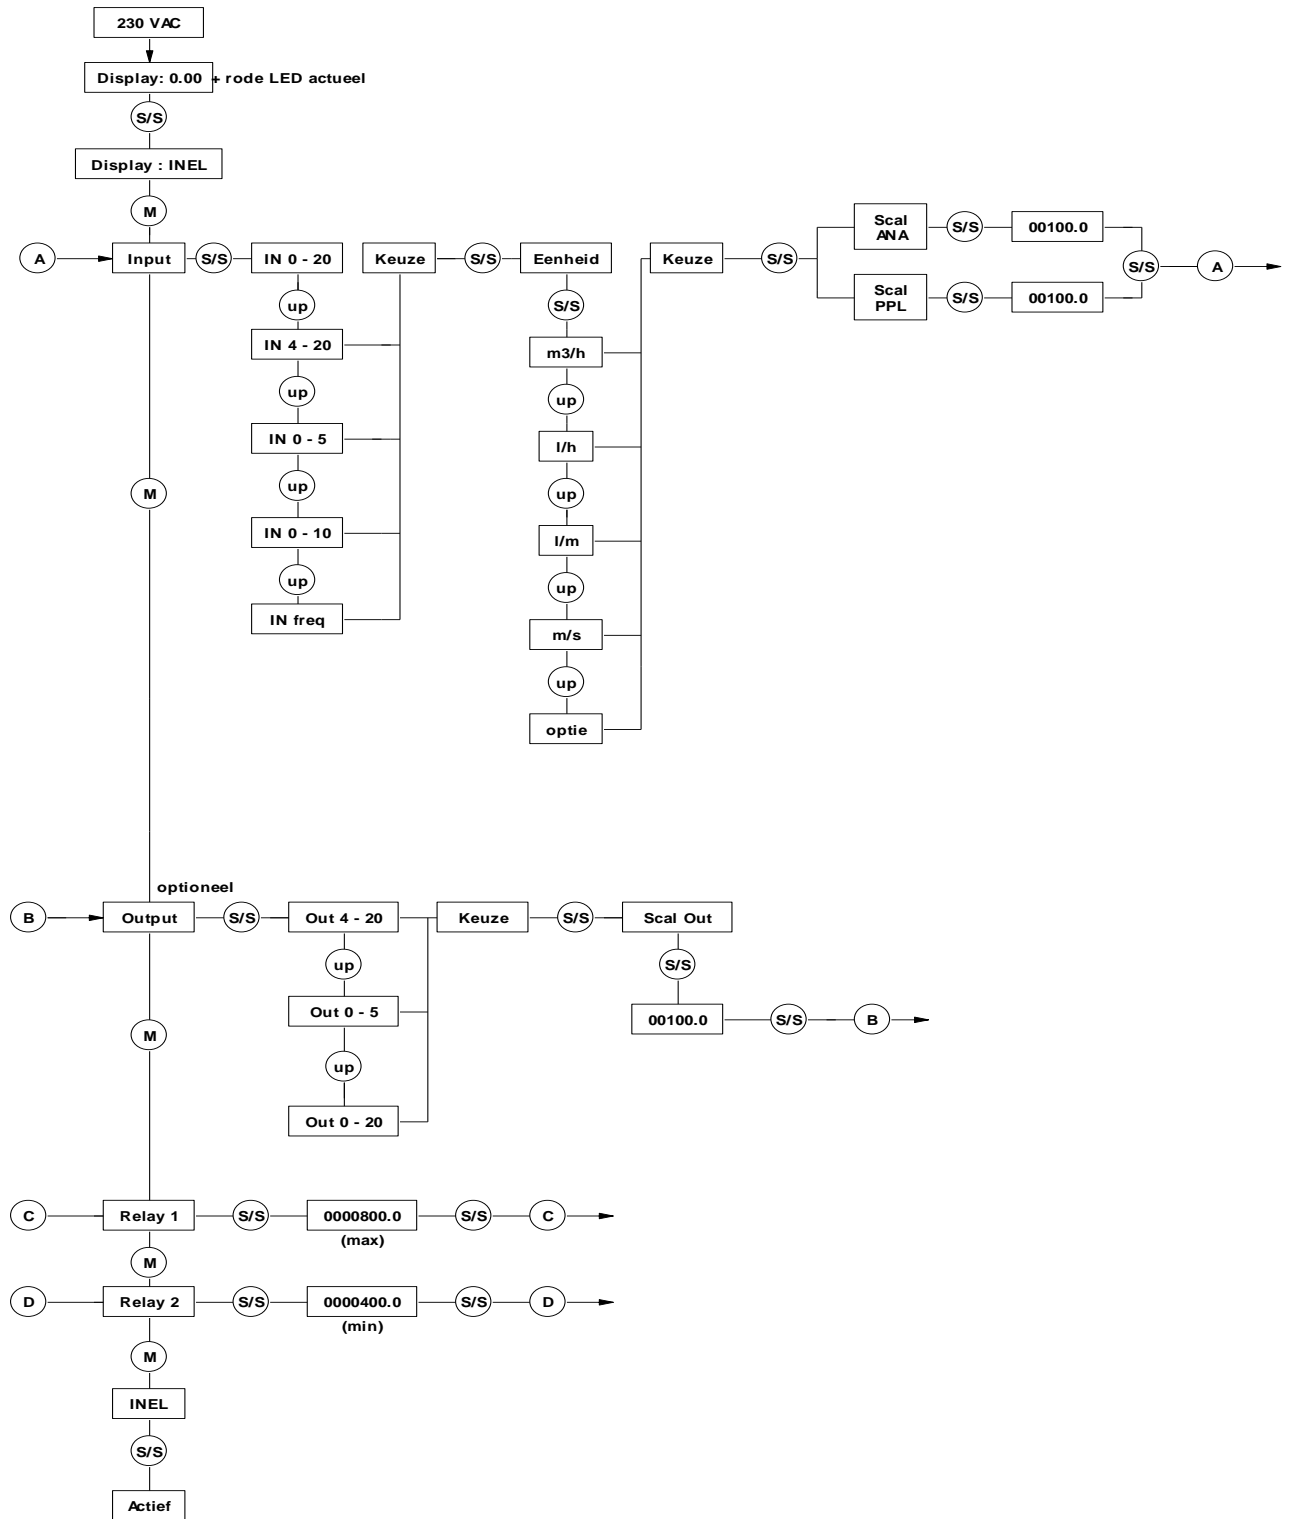 230 VAC
Display: 0.00 + rode LED actueel
S/S
Display : INEL
M
A
Input
S/S
IN 0 - 20
up
IN 4 - 20
up
IN 0 - 5
up
IN 0 - 10
up
IN freq
Keuze
S/S
Eenheid
S/S
m3/h
up
l/h
up
l/m
up
m/s
up
optie
Keuze
S/S
Scal
ANA
S/S
00100.0
Scal
PPL
S/S
00100.0
S/S
A
M
optioneel
B
Output
S/S
Out 4 - 20
up
Out 0 - 5
up
Out 0 - 20
Keuze
S/S
Scal Out
S/S
00100.0
S/S
B
M
C
Relay 1
S/S
0000800.0
(max)
S/S
C
M
D
Relay 2
S/S
0000400.0
(min)
S/S
D
M
INEL
S/S
Actief